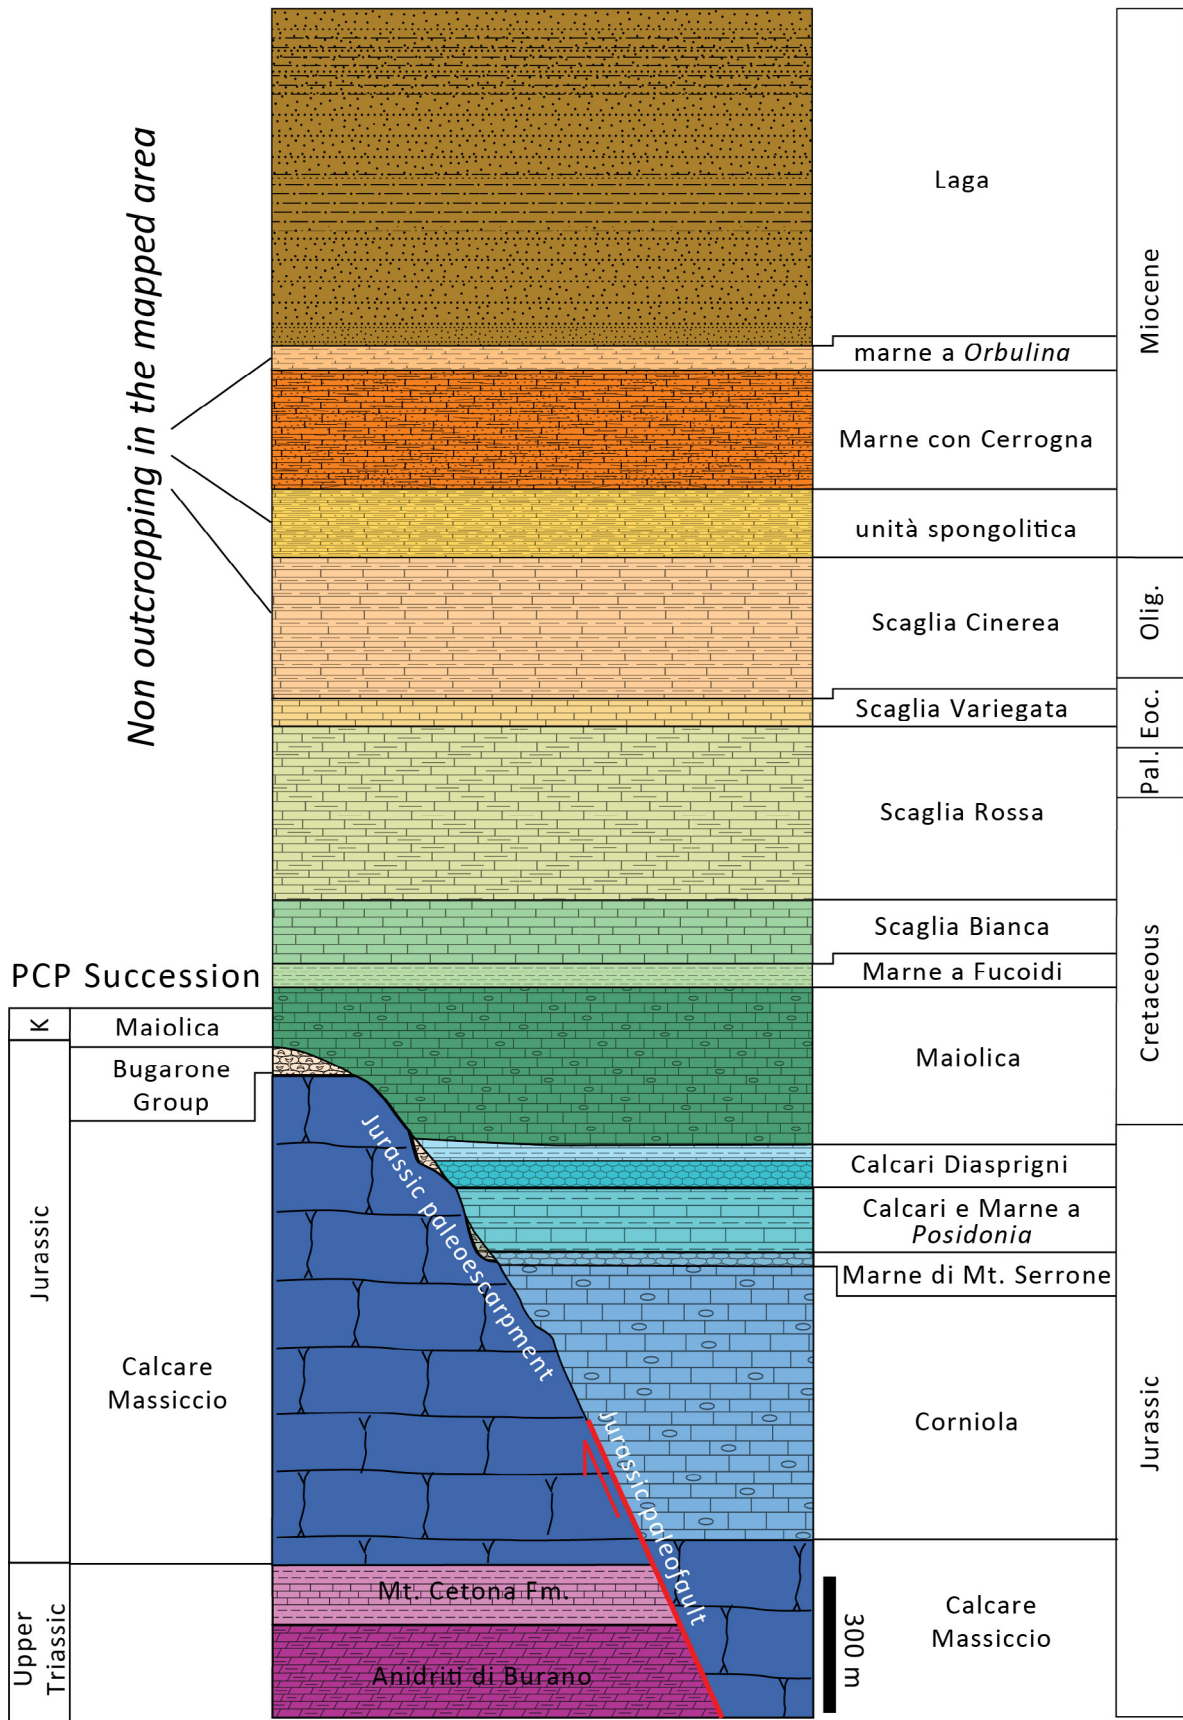 Non outcropping in the mapped area
Laga
marne a Orbulina
Marne con Cerrogna
unità spongolitica
Scaglia Cinerea
Scaglia Variegata
Scaglia Rossa
Scaglia Bianca
Marne a Fucoidi
Maiolica
Calcari Diasprigni
Calcari e Marne a
Posidonia
Marne di Mt. Serrone
Corniola
Calcare
Massiccio
Miocene
Olig.
Eoc.
Pal.
Cretaceous
Jurassic
PCP Succession
K
Maiolica
Bugarone
Group
Jurassic
Calcare
Massiccio
Upper
Triassic
Jurassic paleoescarpment
Jurassic paleofault
Mt. Cetona Fm.
Anidriti di Burano
300 m